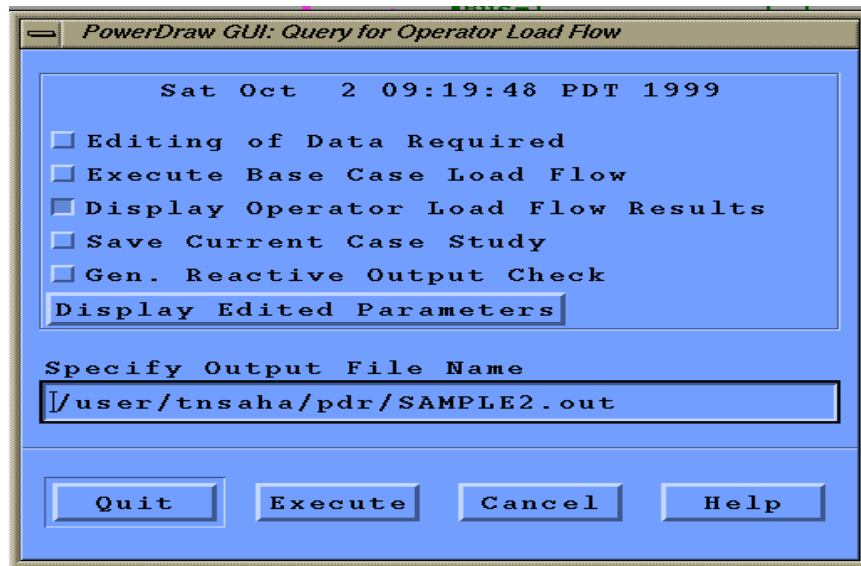 PowerDraw GUI: Query for Operator Load Flow
Sat Oct 2 09:19:48 PDT 1999
Editing of Data Required
Execute Base Case Load Flow
Display Operator Load Flow Results
Save Current Case Study
Gen. Reactive Output Check
Display Edited Parameters
Specify Output File Name
/user/tnsaha/pdr/SAMPLE2.out
Quit Execute Cancel Help